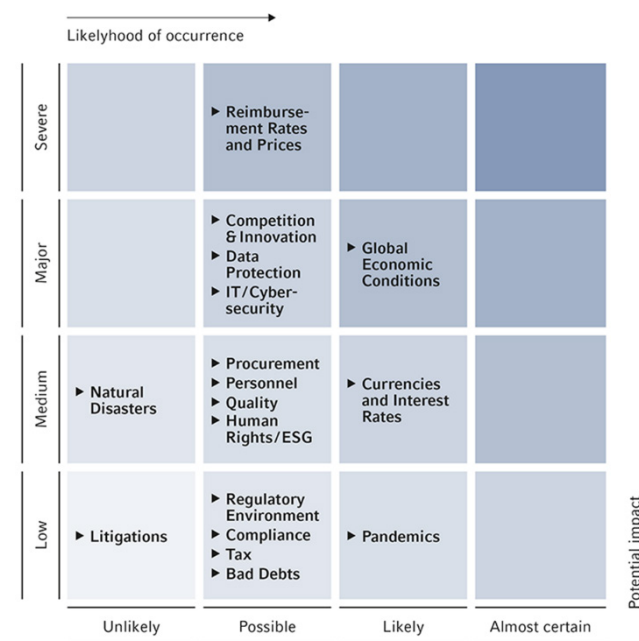 Likelyhood of occurrence
Severe
▶ Reimburse-
ment Rates
and Prices
Major
▶ Competition
& Innovation
▶ Data
Protection
▶ IT/Cyber-
security
▶ Global
Economic
Conditions
Medium
▶ Natural
Disasters
▶ Procurement
▶ Personnel
▶ Quality
▶ Human
Rights/ESG
▶ Currencies
and Interest
Rates
Low
▶ Litigations
▶ Regulatory
Environment
▶ Compliance
▶ Tax
▶ Bad Debts
▶ Pandemics
Potential impact
Unlikely
Possible
Likely
Almost certain